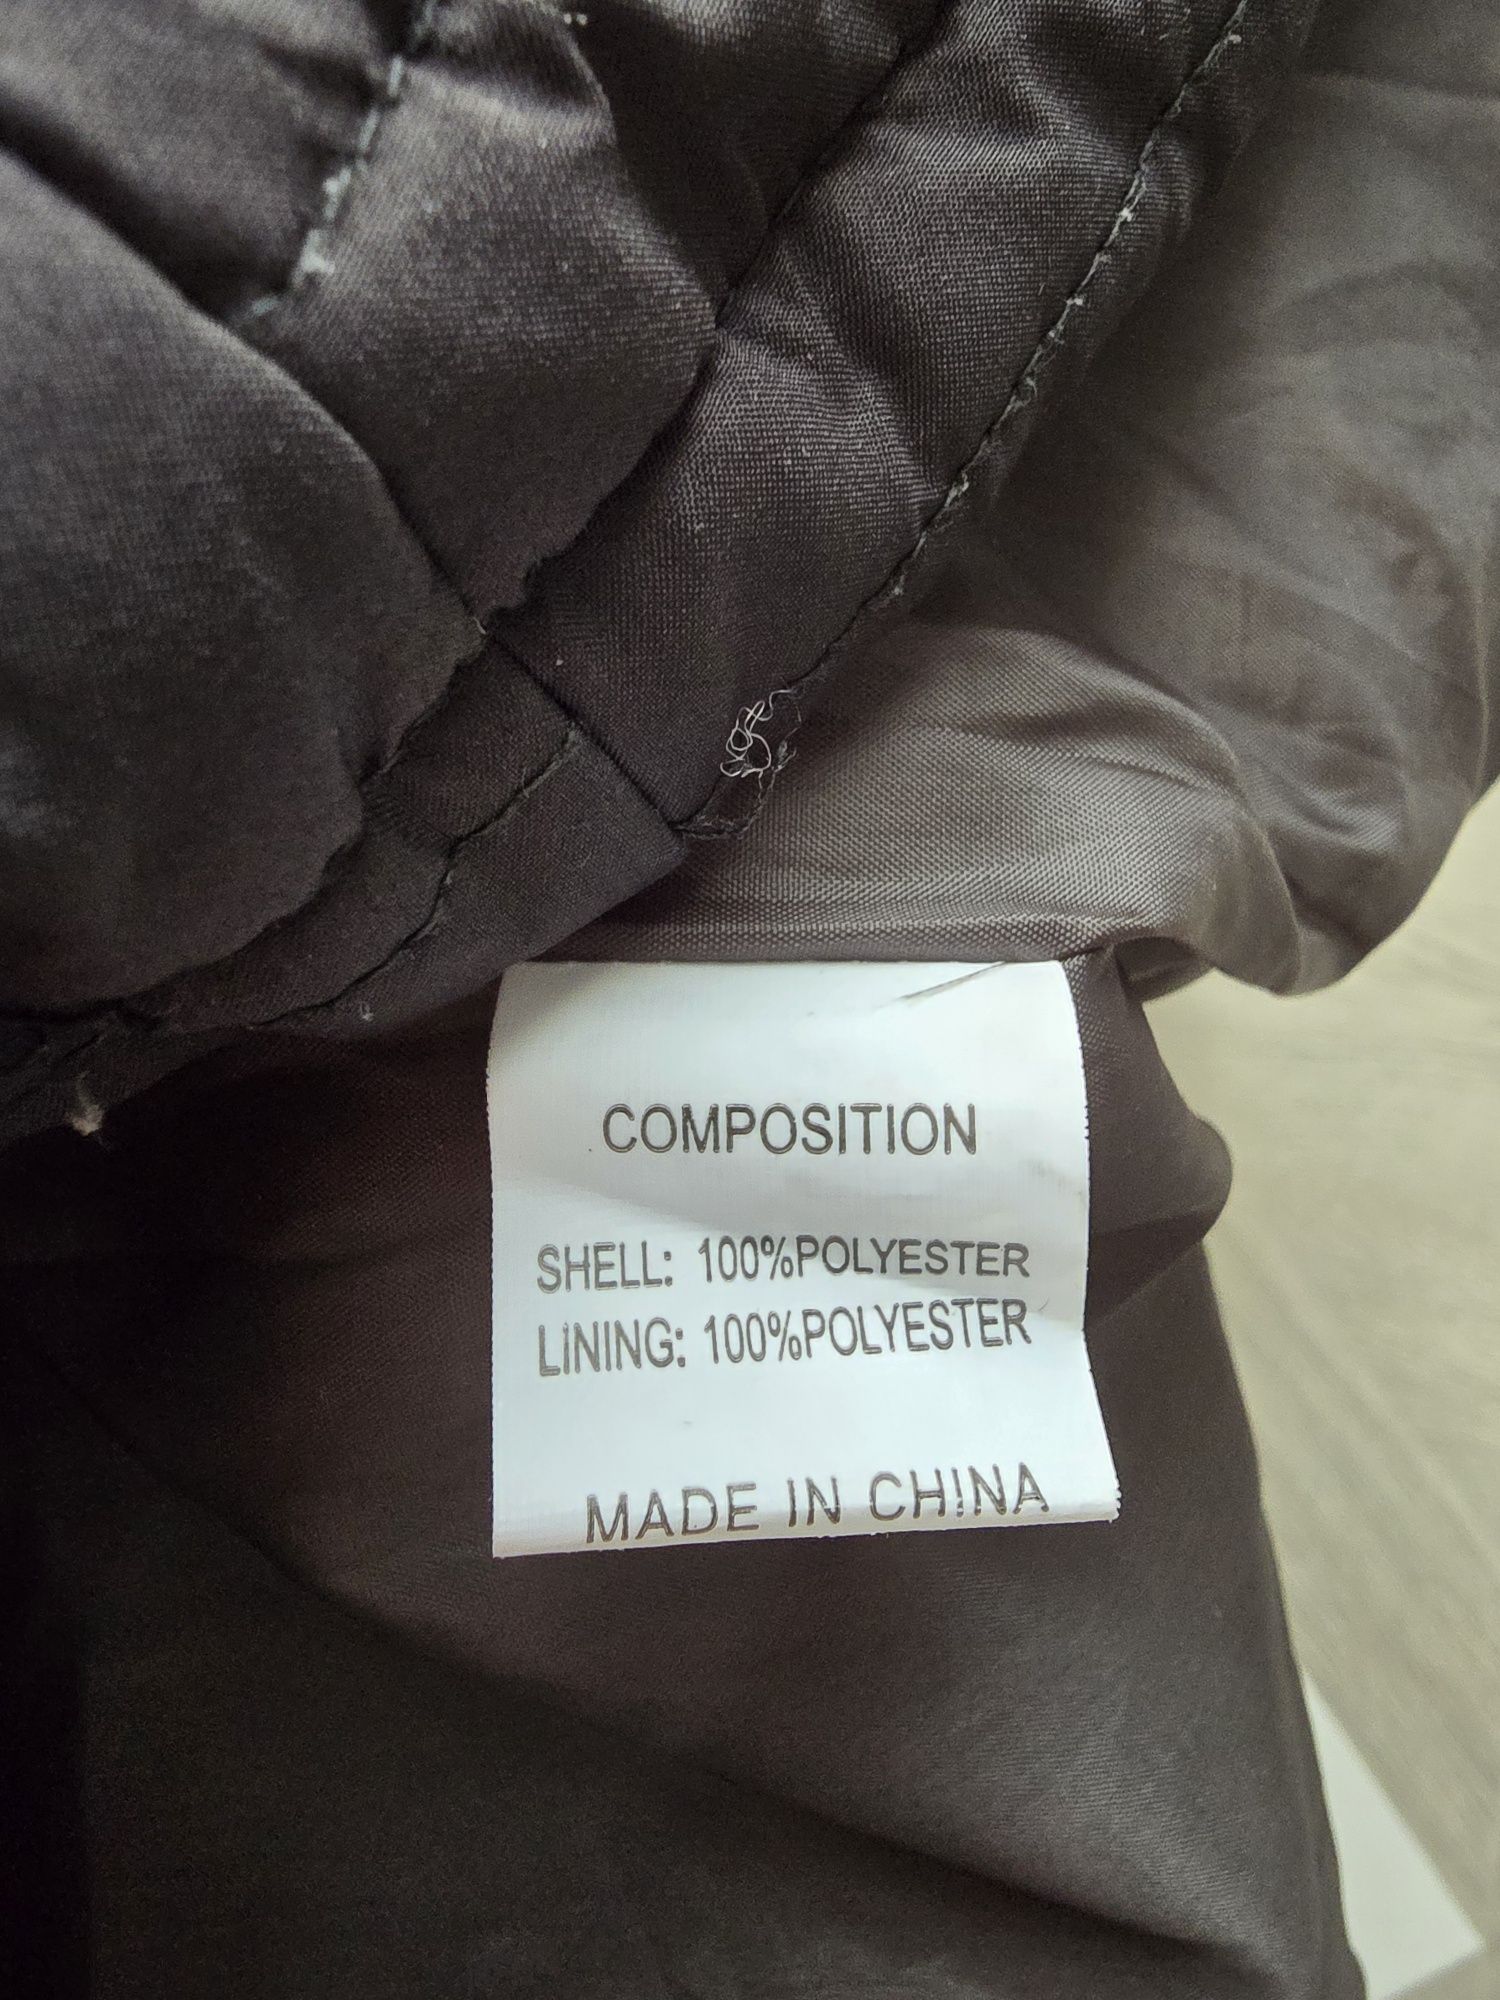 COMPOSITION
SHELL: 100%POLYESTER
LINING: 100%POLYESTER
MADE IN CHINA